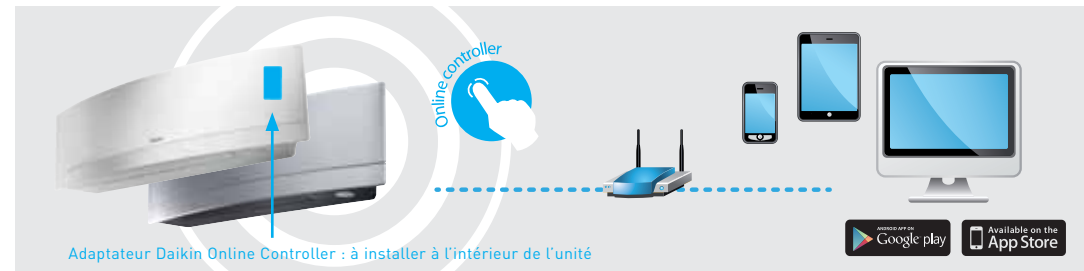 Online controller
Adaptateur Daikin Online Controller : à installer à l'intérieur de l'unité
ANDROID APP ON
Google play
Available on the
App Store